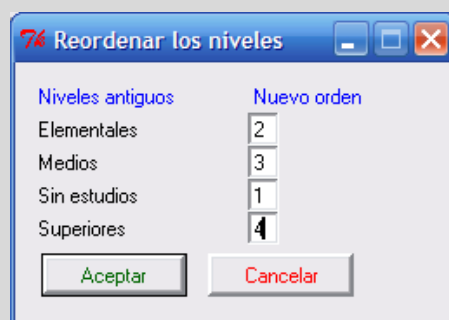 Reordenar los niveles
Niveles antiguos Nuevo orden
Elementales 2
Medios 3
Sin estudios 1
Superiores 4
Aceptar Cancelar